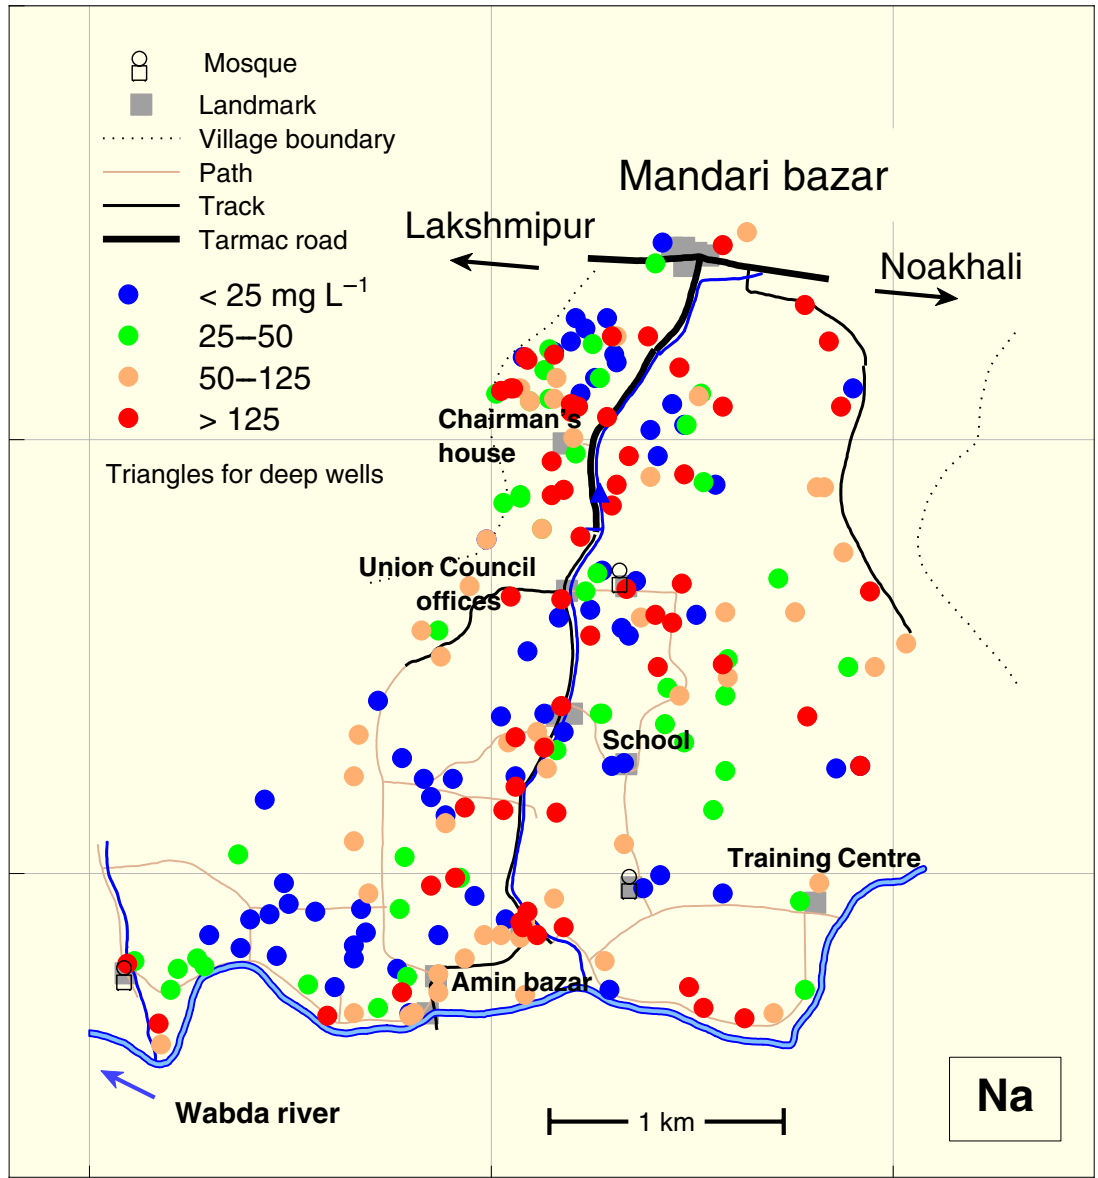 Mosque
Landmark
Village boundary
Path
Track
Tarmac road
< 25 mg L⁻¹
25–50
50–125
> 125
Triangles for deep wells
Mandari bazar
Lakshmipur
Noakhali
Chairman's
house
Union Council
offices
School
Training Centre
Amin bazar
Wabda river
1 km
Na